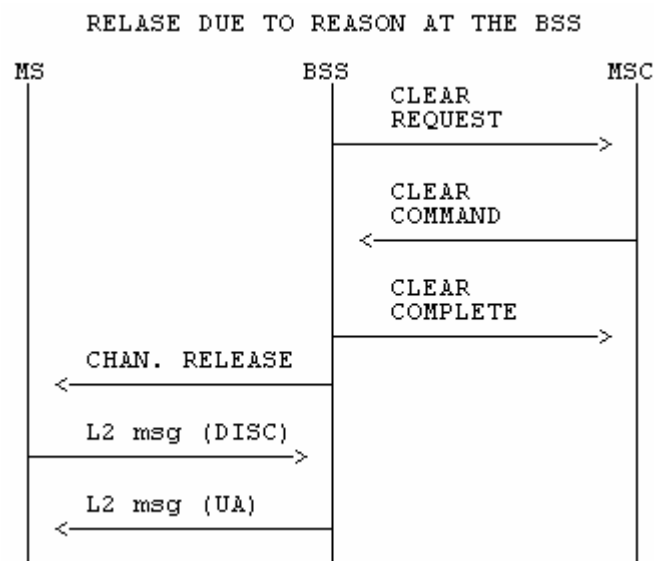 RELASE DUE TO REASON AT THE BSS
MS BSS MSC
CLEAR
REQUEST
CLEAR
COMMAND
CLEAR
COMPLETE
CHAN. RELEASE
L2 msg (DISC)
L2 msg (UA)